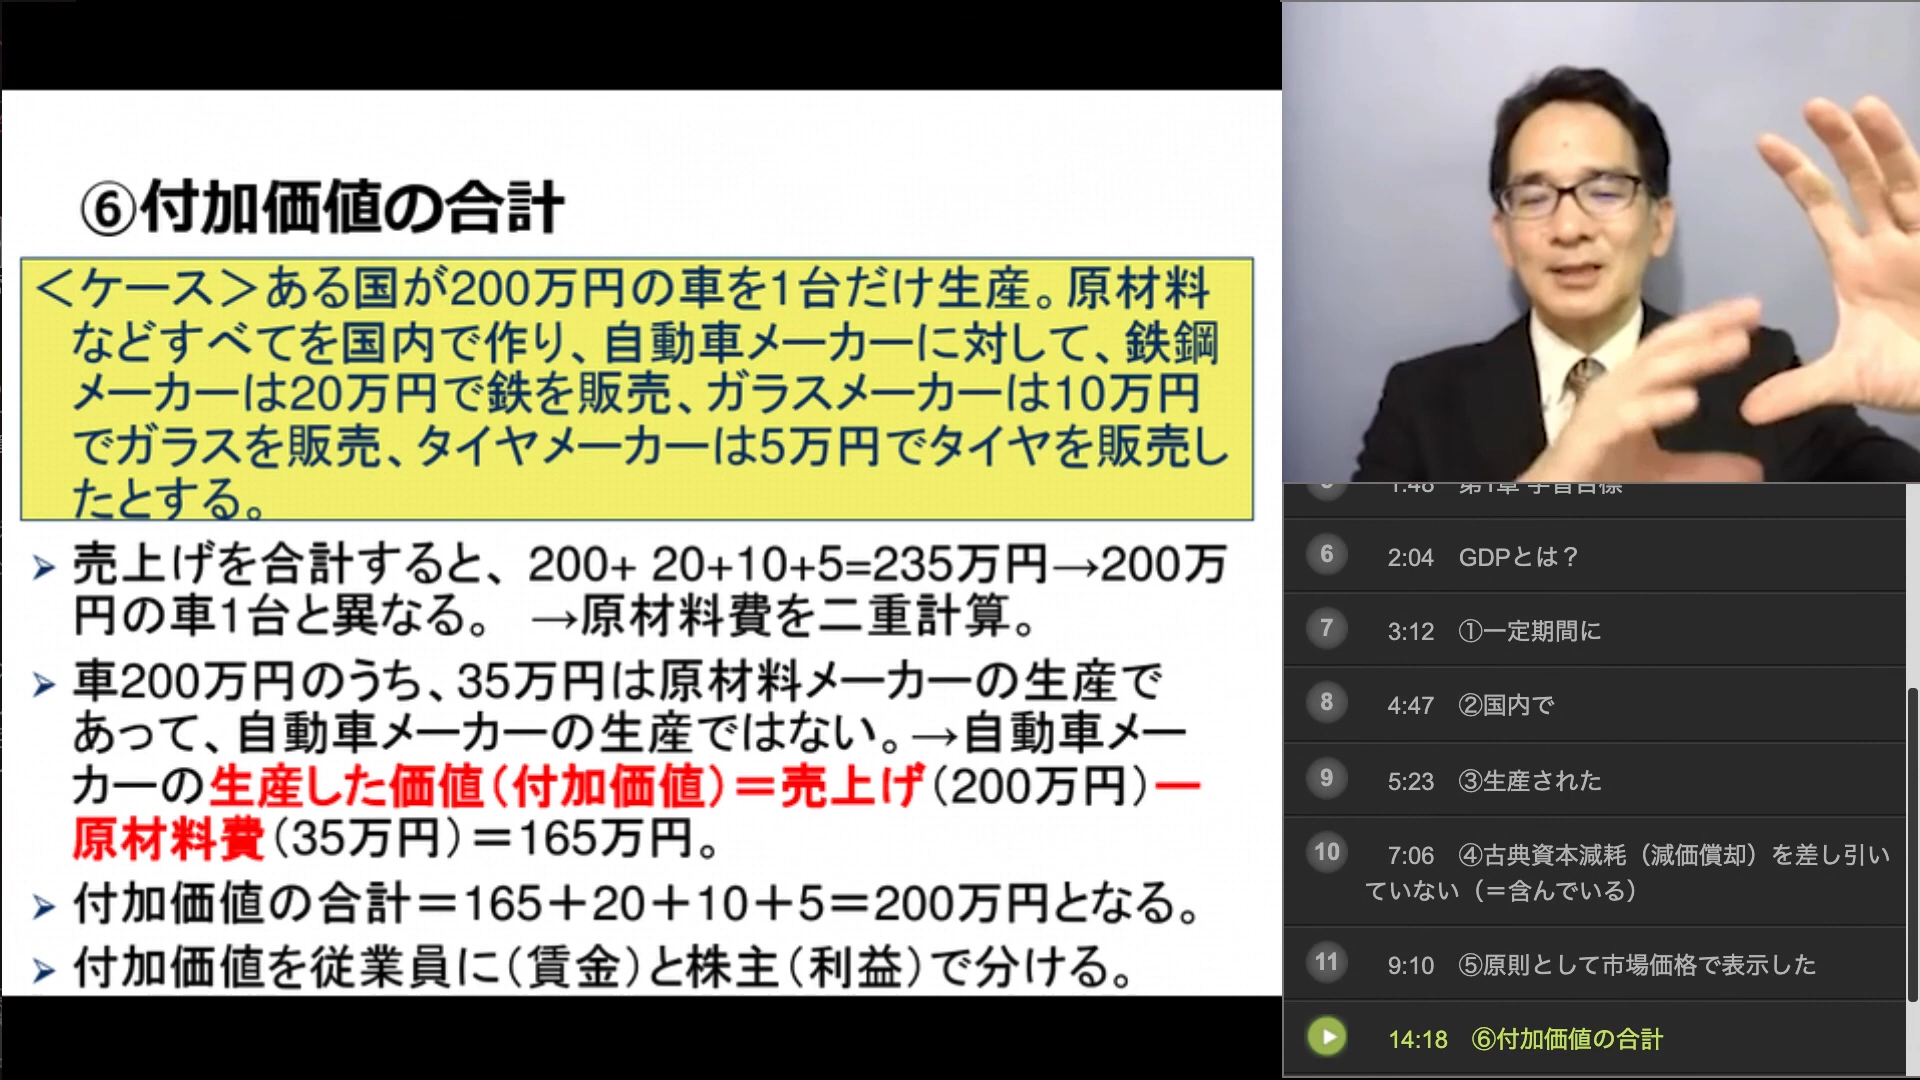 ⑥付加価値の合計
＜ケース＞ある国が200万円の車を1台だけ生産。原材料
などすべてを国内で作り、自動車メーカーに対して、鉄鋼
メーカーは20万円で鉄を販売、ガラスメーカーは10万円
でガラスを販売、タイヤメーカーは5万円でタイヤを販売し
たとする。
➢ 売上げを合計すると、200+ 20+10+5=235万円→200万
円の車1台と異なる。 →原材料費を二重計算。
➢ 車200万円のうち、35万円は原材料メーカーの生産で
あって、自動車メーカーの生産ではない。→自動車メー
カーの生産した価値（付加価値）＝売上げ（200万円）－
原材料費（35万円）＝165万円。
➢ 付加価値の合計＝165＋20＋10＋5＝200万円となる。
➢ 付加価値を従業員に（賃金）と株主（利益）で分ける。
5 1:48 第1章 学習目標
6 2:04 GDPとは？
7 3:12 ①一定期間に
8 4:47 ②国内で
9 5:23 ③生産された
10 7:06 ④古典資本減耗（減価償却）を差し引い
ていない（＝含んでいる）
11 9:10 ⑤原則として市場価格で表示した
14:18 ⑥付加価値の合計